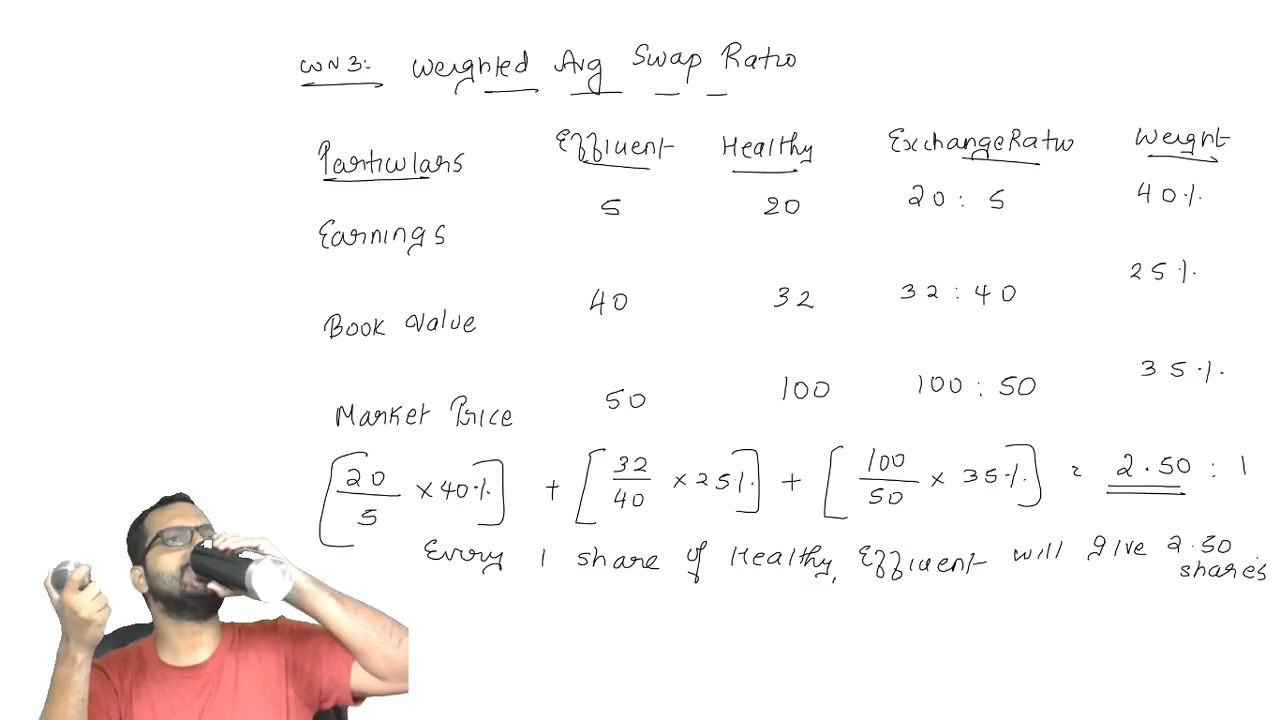 WN 3:- Weighted Avg Swap Ratio
Particulars Efficient Healthy Exchange Ratio Weight
Earnings 5 20 20 : 5 40%
Book Value 40 32 32 : 40 25%
Market Price 50 100 100 : 50 35%
[20/5 × 40%] + [32/40 × 25%] + [100/50 × 35%] = 2.50 : 1
Every 1 share of Healthy, Efficient will give 2.50 shares